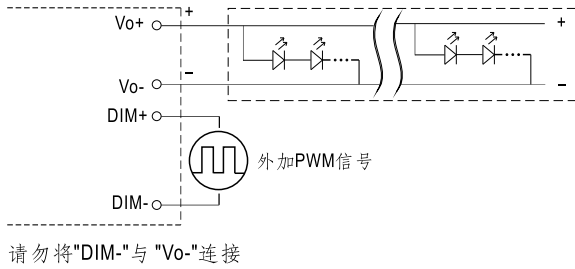 Vo+
+
+
Vo-
–
–
DIM+
外加PWM信号
DIM-
请勿将"DIM-"与 "Vo-"连接